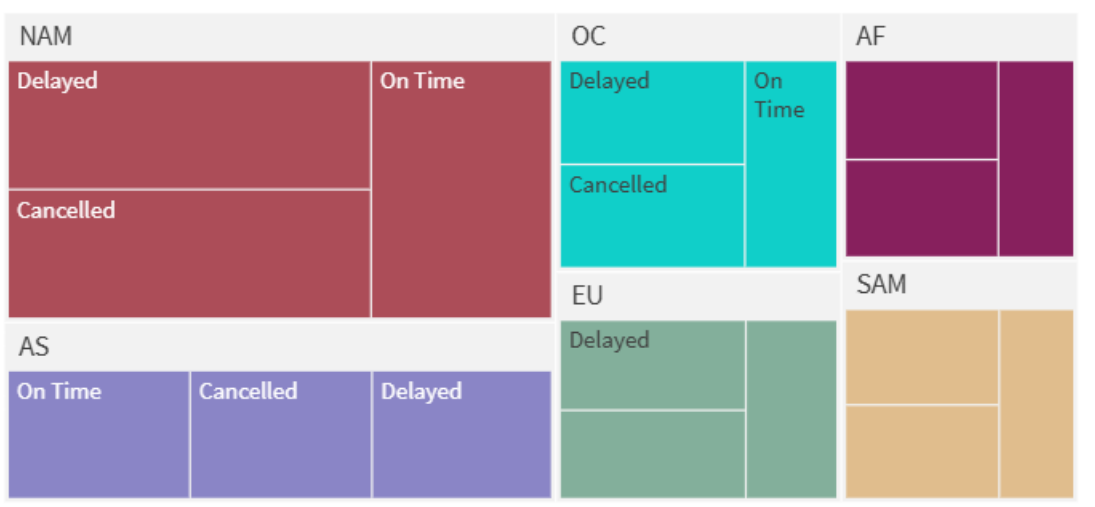 NAM
Delayed
On Time
Cancelled
AS
On Time
Cancelled
Delayed
OC
Delayed
On
Time
Cancelled
EU
Delayed
AF
SAM